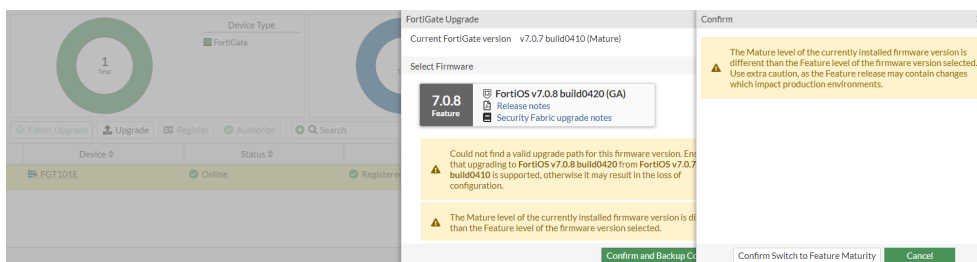 Device Type
FortiGate
1
Total
Fabric Upgrade
Upgrade
Register
Authorize
Search
Device
Status
FGT101E
Online
Registered
FortiGate Upgrade
Current FortiGate version v7.0.7 build0410 (Mature)
Select Firmware
7.0.8
Feature
FortiOS v7.0.8 build0420 (GA)
Release notes
Security Fabric upgrade notes
Could not find a valid upgrade path for this firmware version. Ens
that upgrading to FortiOS v7.0.8 build0420 from FortiOS v7.0.7
build0410 is supported, otherwise it may result in the loss of
configuration.
The Mature level of the currently installed firmware version is di
than the Feature level of the firmware version selected.
Confirm and Backup Co
Confirm
The Mature level of the currently installed firmware version is
different than the Feature level of the firmware version selected.
Use extra caution, as the Feature release may contain changes
which impact production environments.
Confirm Switch to Feature Maturity
Cancel